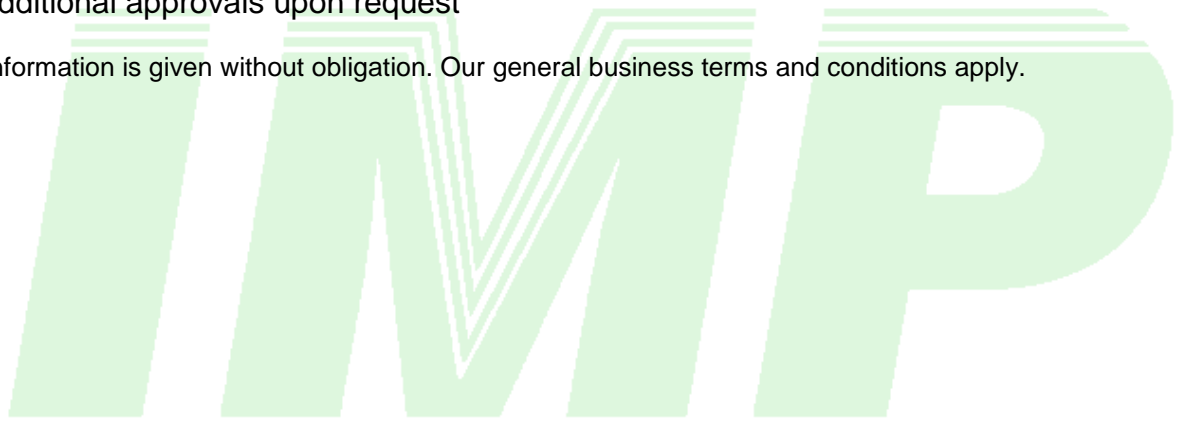 dditional approvals upon request
nformation is given without obligation. Our general business terms and conditions apply.
IMP